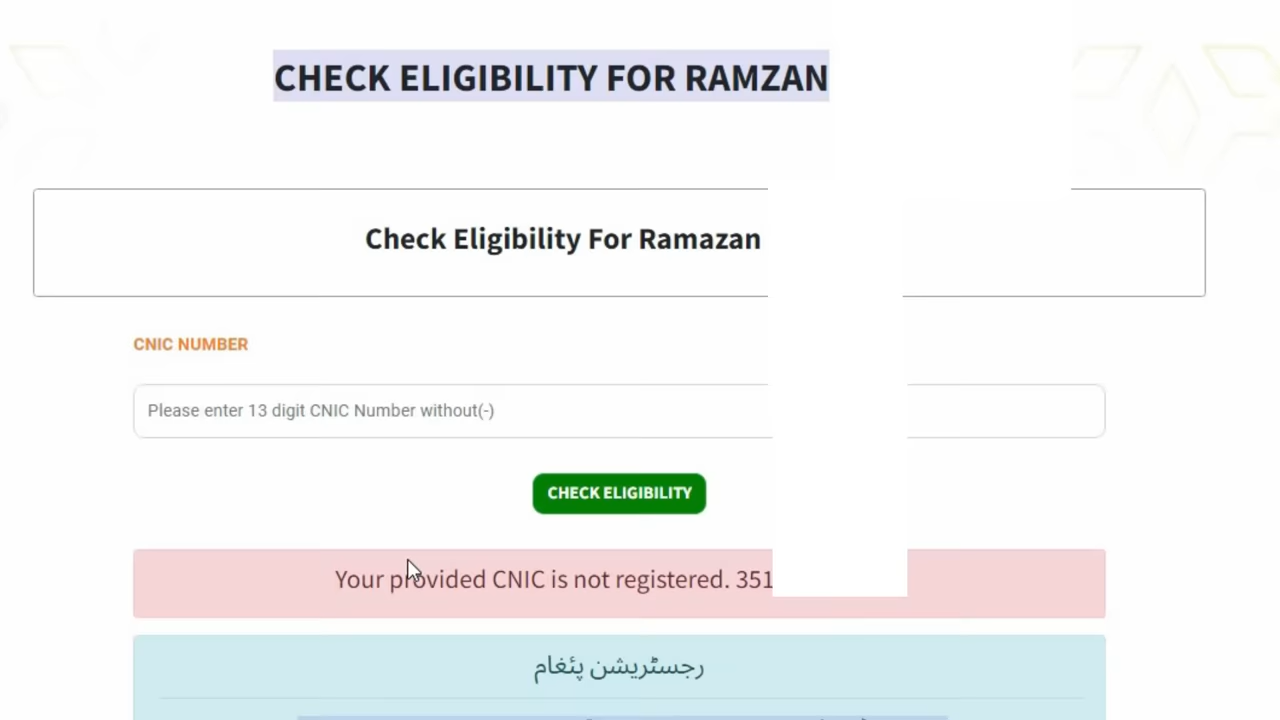 CHECK ELIGIBILITY FOR RAMZAN
Check Eligibility For Ramazan
CNIC NUMBER
Please enter 13 digit CNIC Number without(-)
CHECK ELIGIBILITY
Your provided CNIC is not registered. 351
رجسٹریشن پئغام